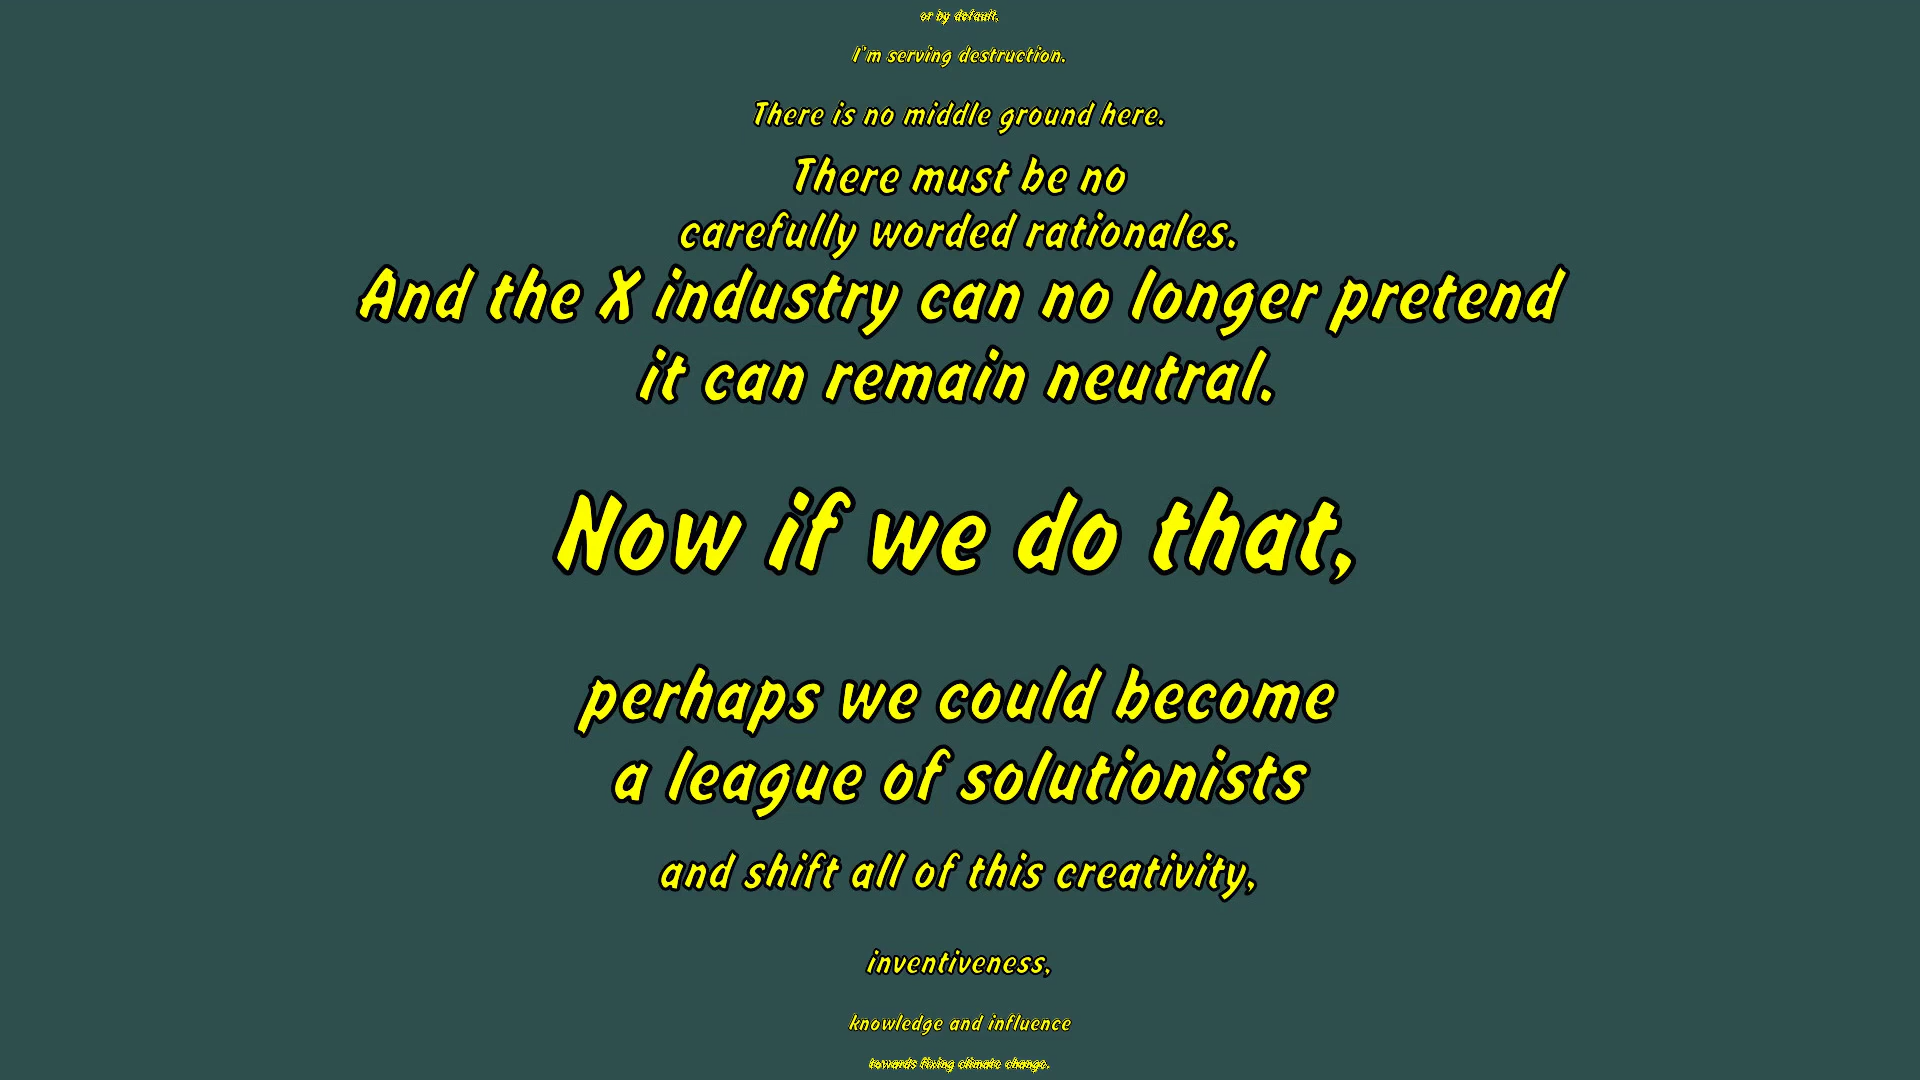 or by default.
I'm serving destruction.
There is no middle ground here.
There must be no
carefully worded rationales.
And the X industry can no longer pretend
it can remain neutral.
Now if we do that,
perhaps we could become
a league of solutionists
and shift all of this creativity,
inventiveness,
knowledge and influence
towards fixing climate change.